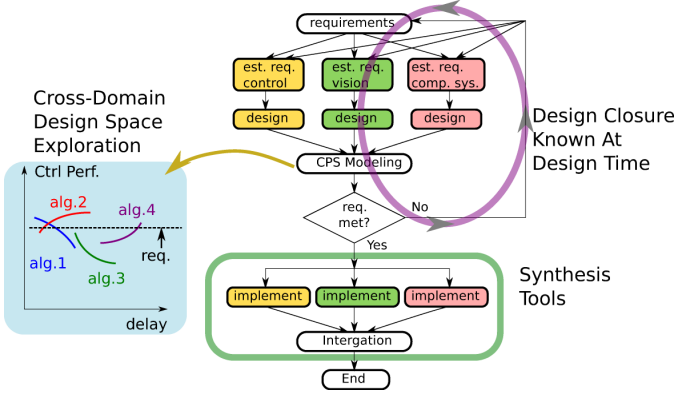 requirements
est. req.
control
est. req.
vision
est. req.
comp. sys.
design
design
design
CPS Modeling
req.
met?
No
Yes
implement
implement
implement
Intergation
End
Cross-Domain
Design Space
Exploration
Ctrl Perf.
alg.2
alg.4
alg.1
alg.3
req.
delay
Design Closure
Known At
Design Time
Synthesis
Tools